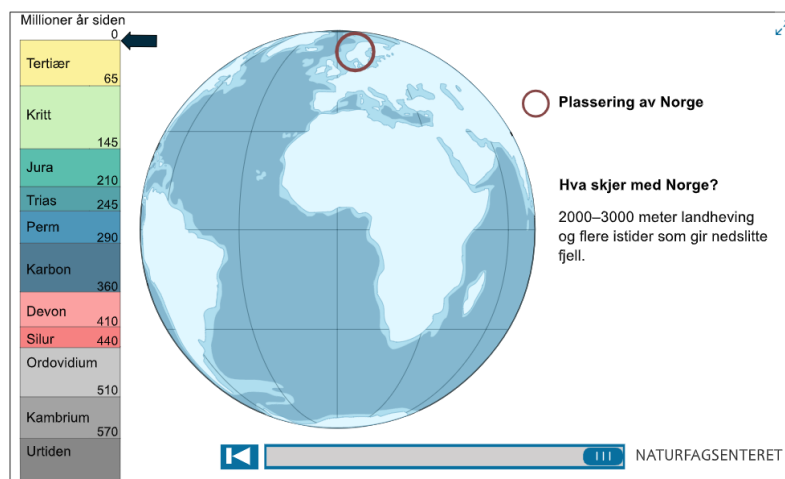 Millioner år siden
0
Tertiær
65
Kritt
145
Jura
210
Trias
245
Perm
290
Karbon
360
Devon
410
Silur
440
Ordovidium
510
Kambrium
570
Urtiden
Plassering av Norge
Hva skjer med Norge?
2000–3000 meter landheving
og flere istider som gir nedslitte
fjell.
NATURFAGSENTERET